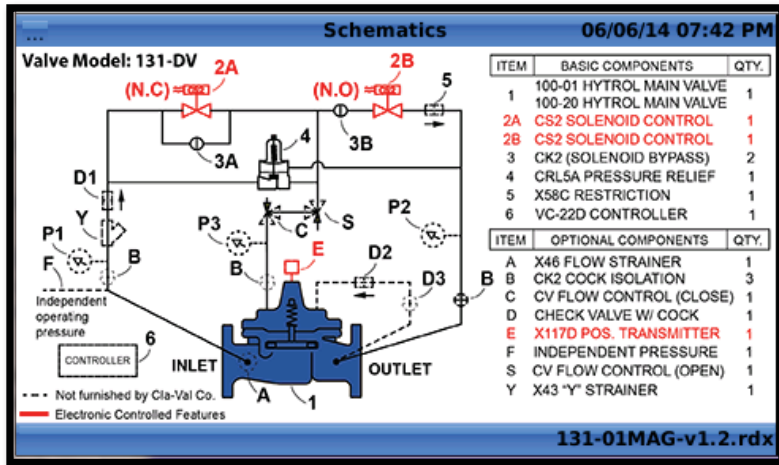 ...
Schematics
06/06/14 07:42 PM
Valve Model: 131-DV
2A
2B
(N.C)
(N.O)
5
3A
3B
4
D1
Y
P1
F
B
P3
C
S
P2
B
E
D2
D3
B
Independent
operating
pressure
CONTROLLER
6
INLET
OUTLET
A
1
Not furnished by Cla-Val Co.
Electronic Controlled Features
ITEM BASIC COMPONENTS QTY.
1 100-01 HYTROL MAIN VALVE 1
100-20 HYTROL MAIN VALVE
2A CS2 SOLENOID CONTROL 1
2B CS2 SOLENOID CONTROL 1
3 CK2 (SOLENOID BYPASS) 2
4 CRL5A PRESSURE RELIEF 1
5 X58C RESTRICTION 1
6 VC-22D CONTROLLER 1
ITEM OPTIONAL COMPONENTS QTY.
A X46 FLOW STRAINER 1
B CK2 COCK ISOLATION 3
C CV FLOW CONTROL (CLOSE) 1
D CHECK VALVE W/ COCK 1
E X117D POS. TRANSMITTER 1
F INDEPENDENT PRESSURE 1
S CV FLOW CONTROL (OPEN) 1
Y X43 “Y” STRAINER 1
131-01MAG-v1.2.rdx